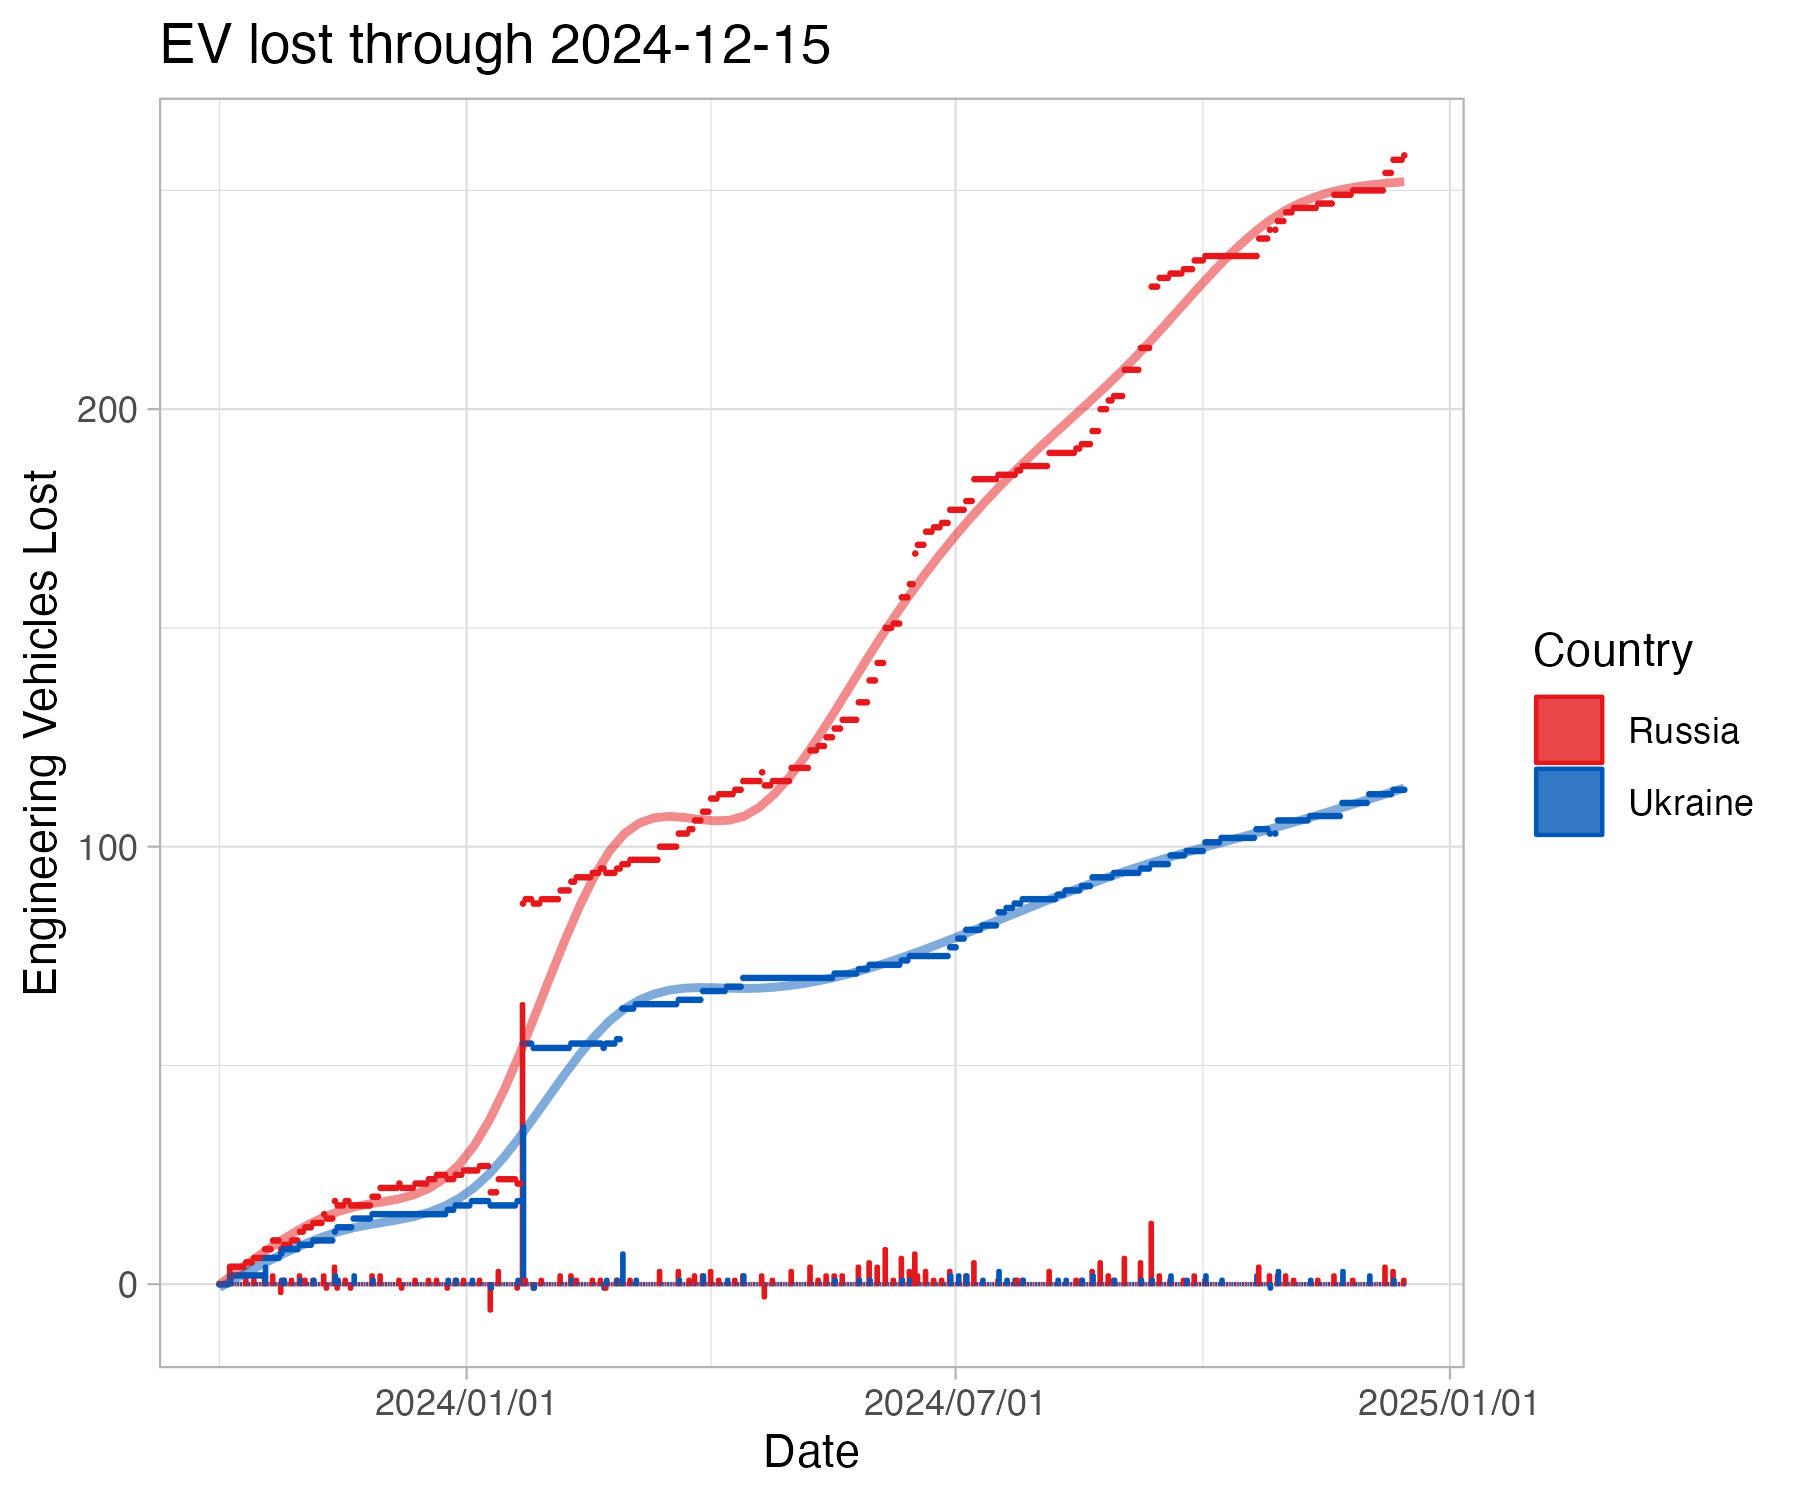 EV lost through 2024-12-15
Engineering Vehicles Lost
200
100
0
2024/01/01
2024/07/01
2025/01/01
Date
Country
Russia
Ukraine